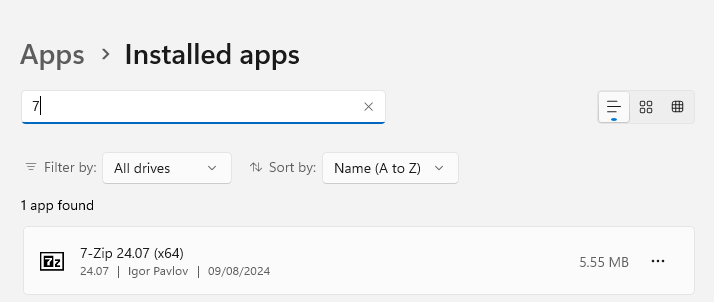 Apps > Installed apps
7
Filter by: All drives Sort by: Name (A to Z)
1 app found
7z 7-Zip 24.07 (x64)
24.07 | Igor Pavlov | 09/08/2024 5.55 MB